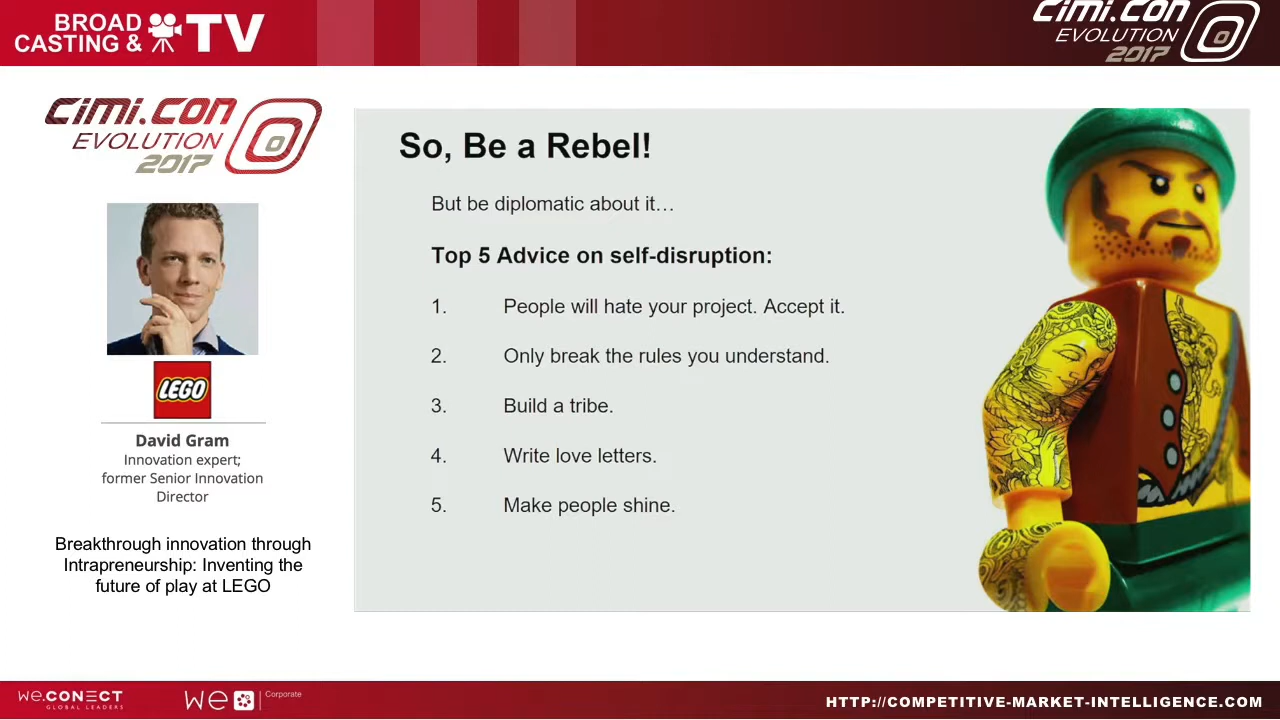 BROAD
CASTING & TV
CiMi.CON
EVOLUTION
2017
CiMi.CON
EVOLUTION
2017
LEGO
David Gram
Innovation expert;
former Senior Innovation
Director
Breakthrough innovation through
Intrapreneurship: Inventing the
future of play at LEGO
So, Be a Rebel!
But be diplomatic about it…
Top 5 Advice on self-disruption:
1. People will hate your project. Accept it.
2. Only break the rules you understand.
3. Build a tribe.
4. Write love letters.
5. Make people shine.
we.CONECT
GLOBAL LEADERS
we
Corporate
HTTP://COMPETITIVE-MARKET-INTELLIGENCE.COM